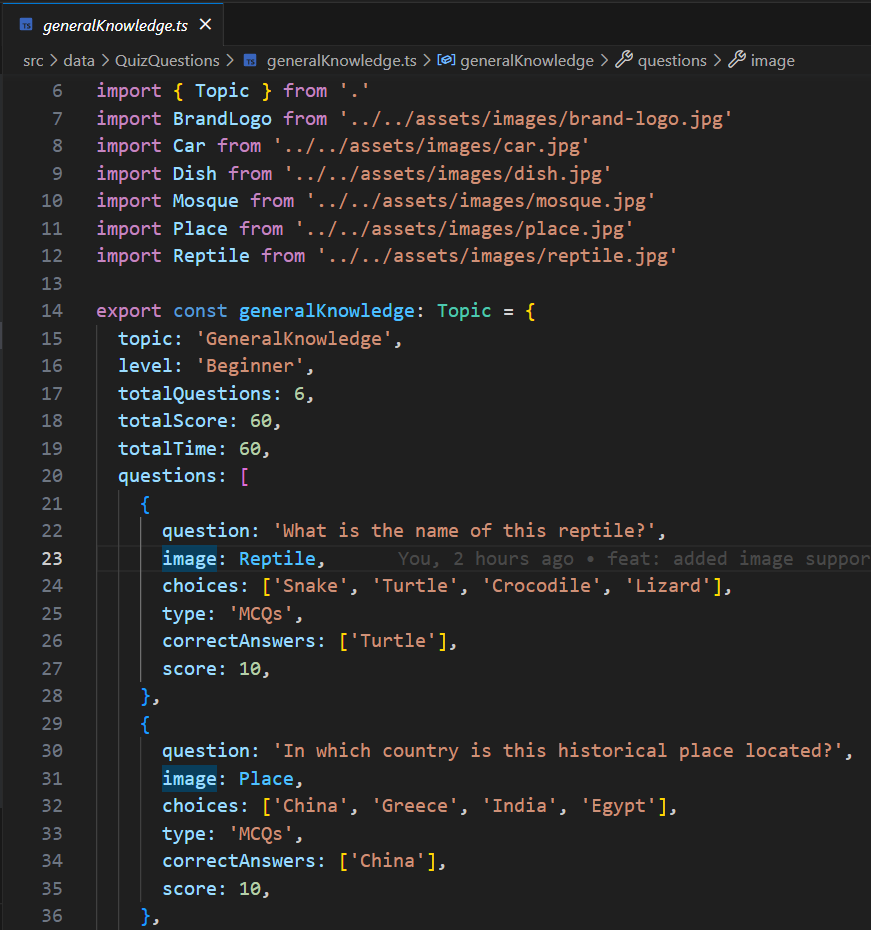 generalKnowledge.ts
src > data > QuizQuestions > generalKnowledge.ts > generalKnowledge > questions > image
6 import { Topic } from '.'
7 import BrandLogo from '../../assets/images/brand-logo.jpg'
8 import Car from '../../assets/images/car.jpg'
9 import Dish from '../../assets/images/dish.jpg'
10 import Mosque from '../../assets/images/mosque.jpg'
11 import Place from '../../assets/images/place.jpg'
12 import Reptile from '../../assets/images/reptile.jpg'
13
14 export const generalKnowledge: Topic = {
15 topic: 'GeneralKnowledge',
16 level: 'Beginner',
17 totalQuestions: 6,
18 totalScore: 60,
19 totalTime: 60,
20 questions: [
21 {
22 question: 'What is the name of this reptile?',
23 image: Reptile, You, 2 hours ago • feat: added image suppor
24 choices: ['Snake', 'Turtle', 'Crocodile', 'Lizard'],
25 type: 'MCQs',
26 correctAnswers: ['Turtle'],
27 score: 10,
28 },
29 {
30 question: 'In which country is this historical place located?',
31 image: Place,
32 choices: ['China', 'Greece', 'India', 'Egypt'],
33 type: 'MCQs',
34 correctAnswers: ['China'],
35 score: 10,
36 },